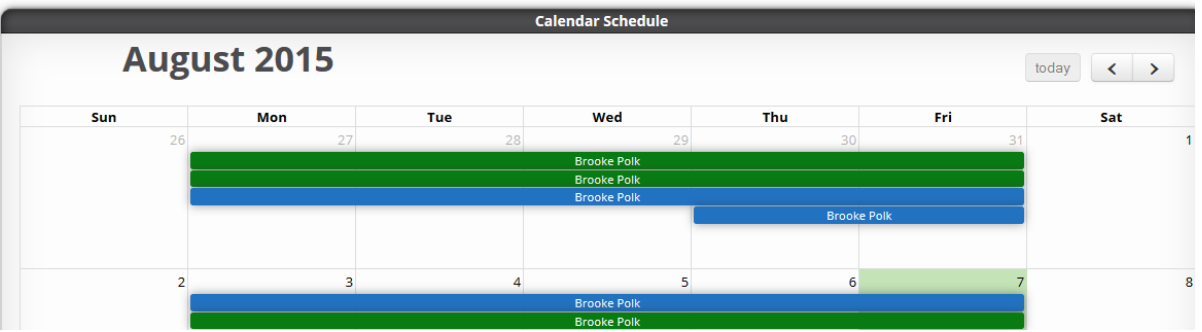 Calendar Schedule
August 2015
today
Sun Mon Tue Wed Thu Fri Sat
26 27 28 29 30 31 1
Brooke Polk
Brooke Polk
Brooke Polk
Brooke Polk
2 3 4 5 6 7 8
Brooke Polk
Brooke Polk